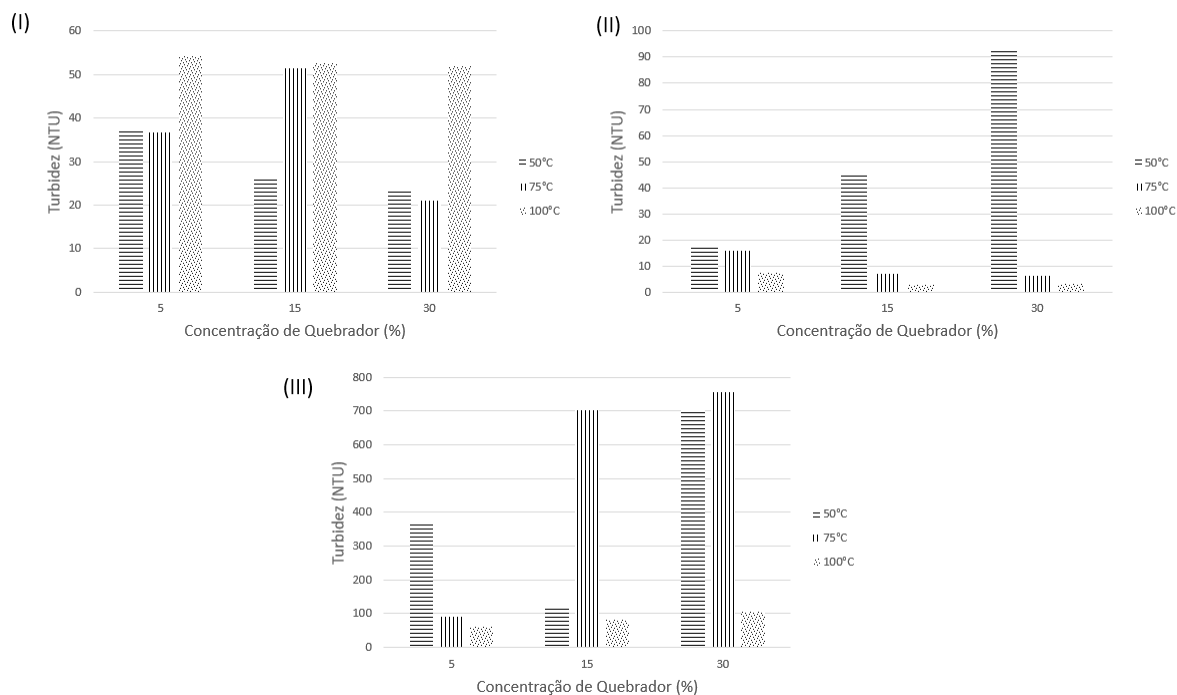 (I)
60
50
40
30
20
10
0
Turbidez (NTU)
5 15 30
Concentração de Quebrador (%)
50°C
75°C
100°C
(II)
100
90
80
70
60
50
40
30
20
10
0
Turbidez (NTU)
5 15 30
Concentração de Quebrador (%)
50°C
75°C
100°C
(III)
800
700
600
500
400
300
200
100
0
Turbidez (NTU)
5 15 30
Concentração de Quebrador (%)
50°C
75°C
100°C